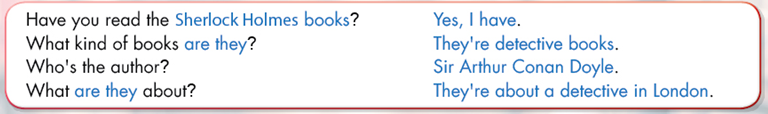 Have you read the Sherlock Holmes books? Yes, I have.
What kind of books are they? They're detective books.
Who's the author? Sir Arthur Conan Doyle.
What are they about? They're about a detective in London.